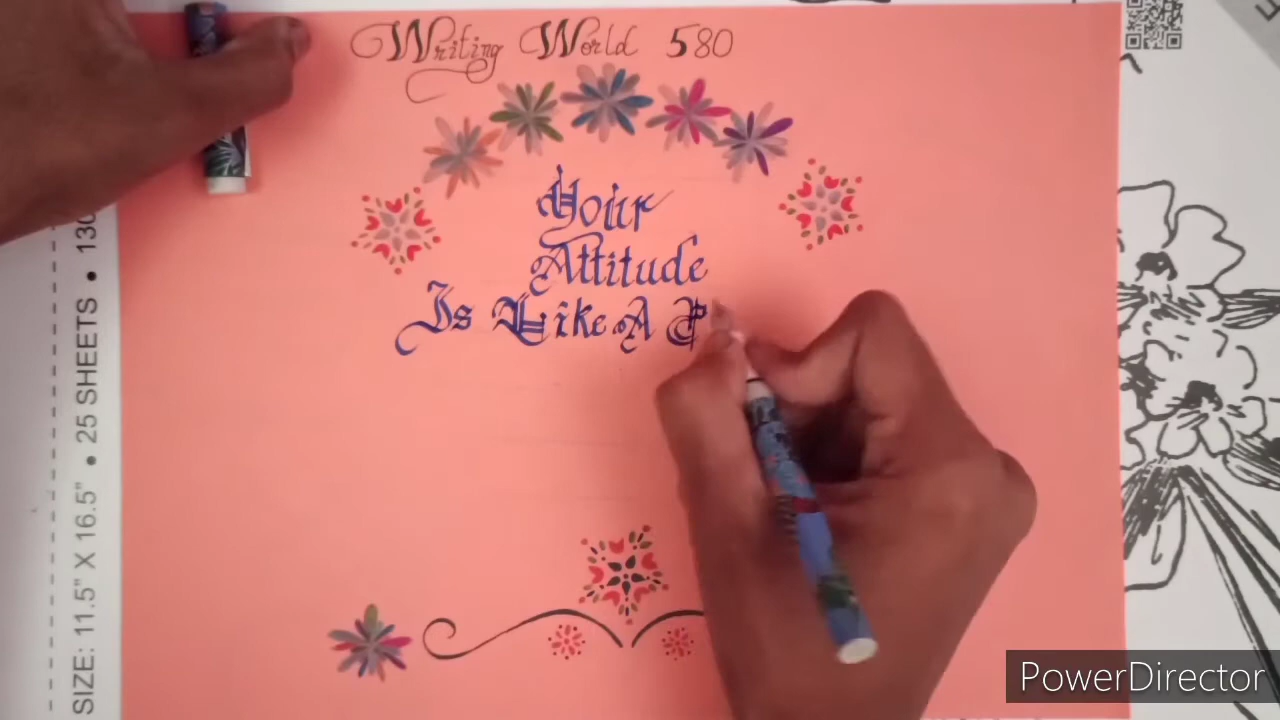 Writing World 580
Your
Attitude
Is Like A P
SIZE: 11.5" X 16.5" • 25 SHEETS • 130
PowerDirector